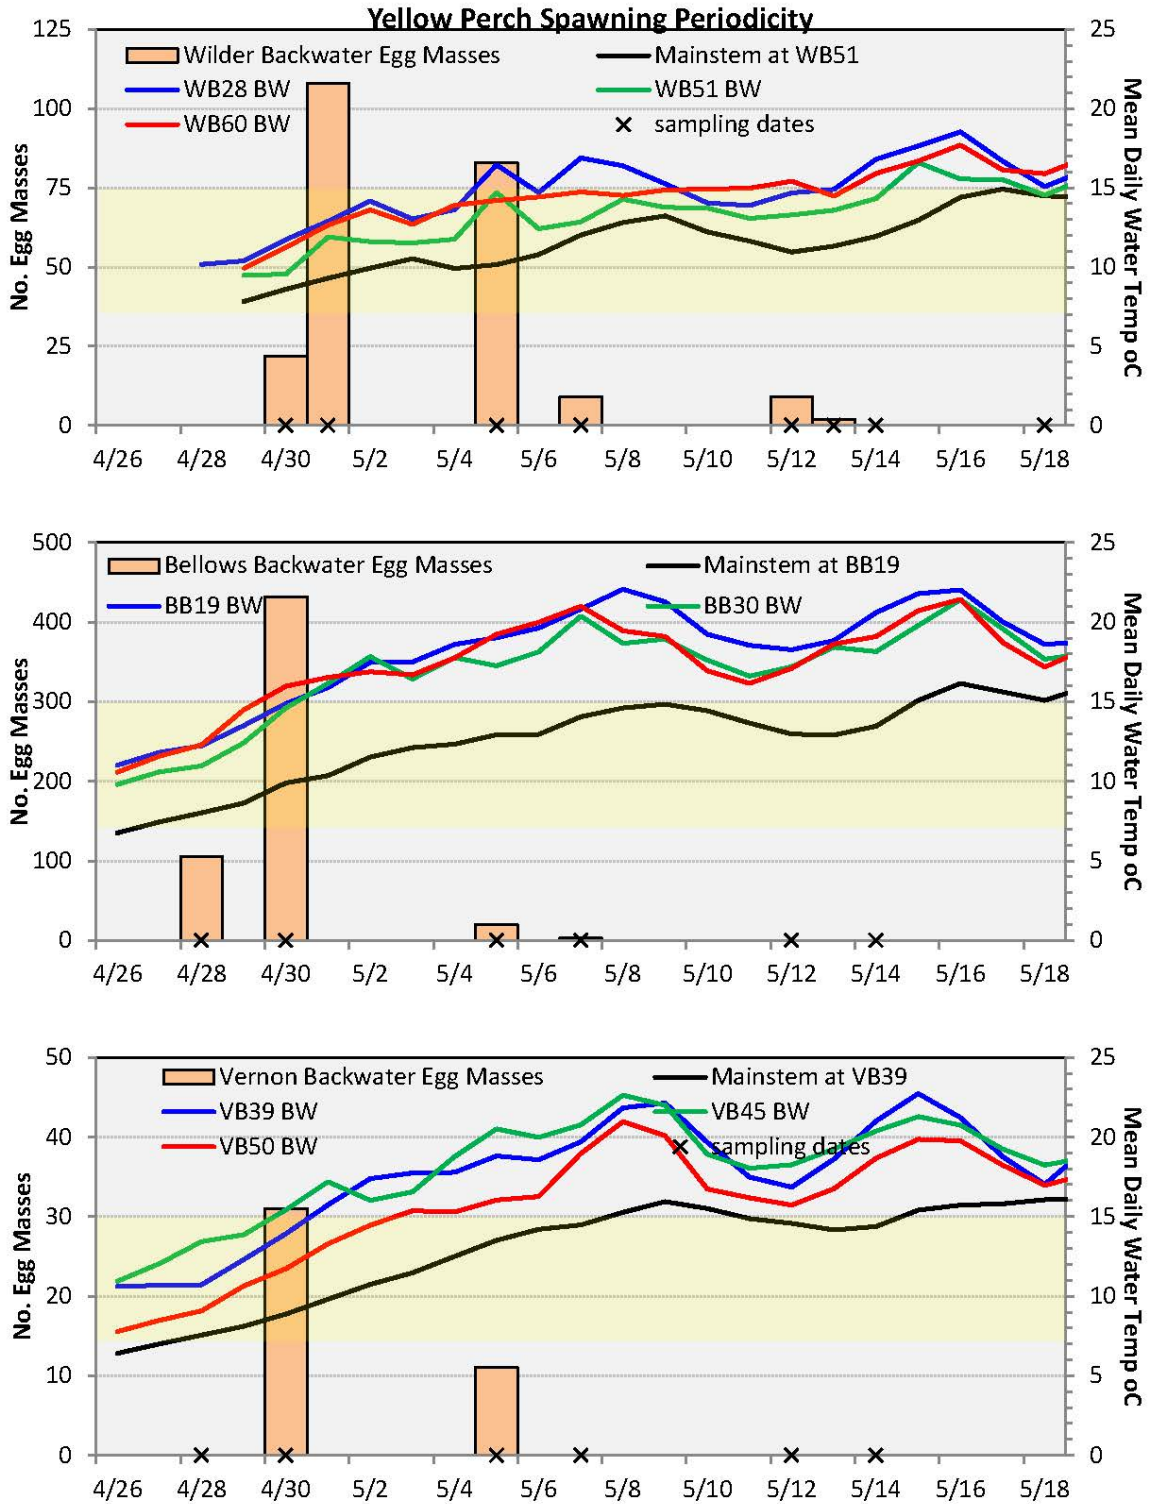 Yellow Perch Spawning Periodicity
125 25
Wilder Backwater Egg Masses Mainstem at WB51
WB28 BW WB51 BW
100 20
WB60 BW sampling dates
75 15
50 10
25 5
0 0
No. Egg Masses
Mean Daily Water Temp oC
4/26 4/28 4/30 5/2 5/4 5/6 5/8 5/10 5/12 5/14 5/16 5/18
500 25
Bellows Backwater Egg Masses Mainstem at BB19
BB19 BW BB30 BW
400 20
300 15
200 10
100 5
0 0
No. Egg Masses
Mean Daily Water Temp oC
4/26 4/28 4/30 5/2 5/4 5/6 5/8 5/10 5/12 5/14 5/16 5/18
50 25
Vernon Backwater Egg Masses Mainstem at VB39
VB39 BW VB45 BW
40 20
VB50 BW sampling dates
30 15
20 10
10 5
0 0
No. Egg Masses
Mean Daily Water Temp oC
4/26 4/28 4/30 5/2 5/4 5/6 5/8 5/10 5/12 5/14 5/16 5/18